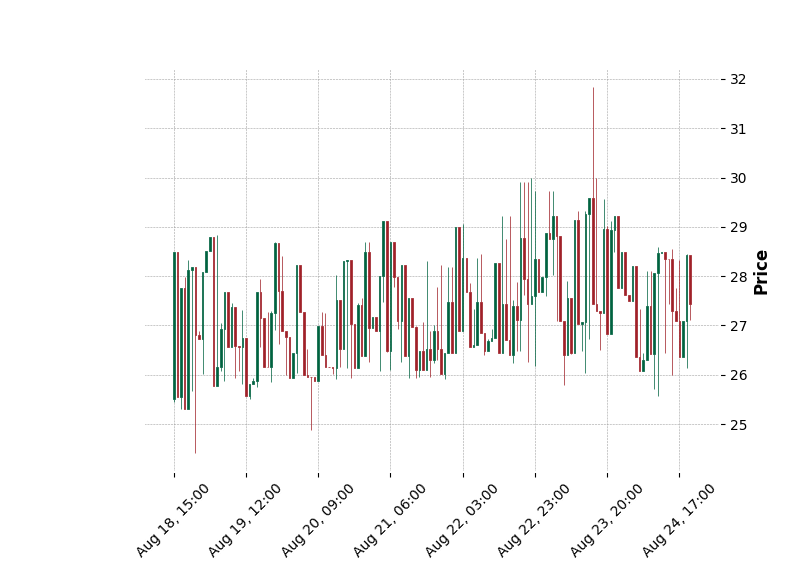 32
31
30
29
28
27
26
25
Price
Aug 18, 15:00
Aug 19, 12:00
Aug 20, 09:00
Aug 21, 06:00
Aug 22, 03:00
Aug 22, 23:00
Aug 23, 20:00
Aug 24, 17:00